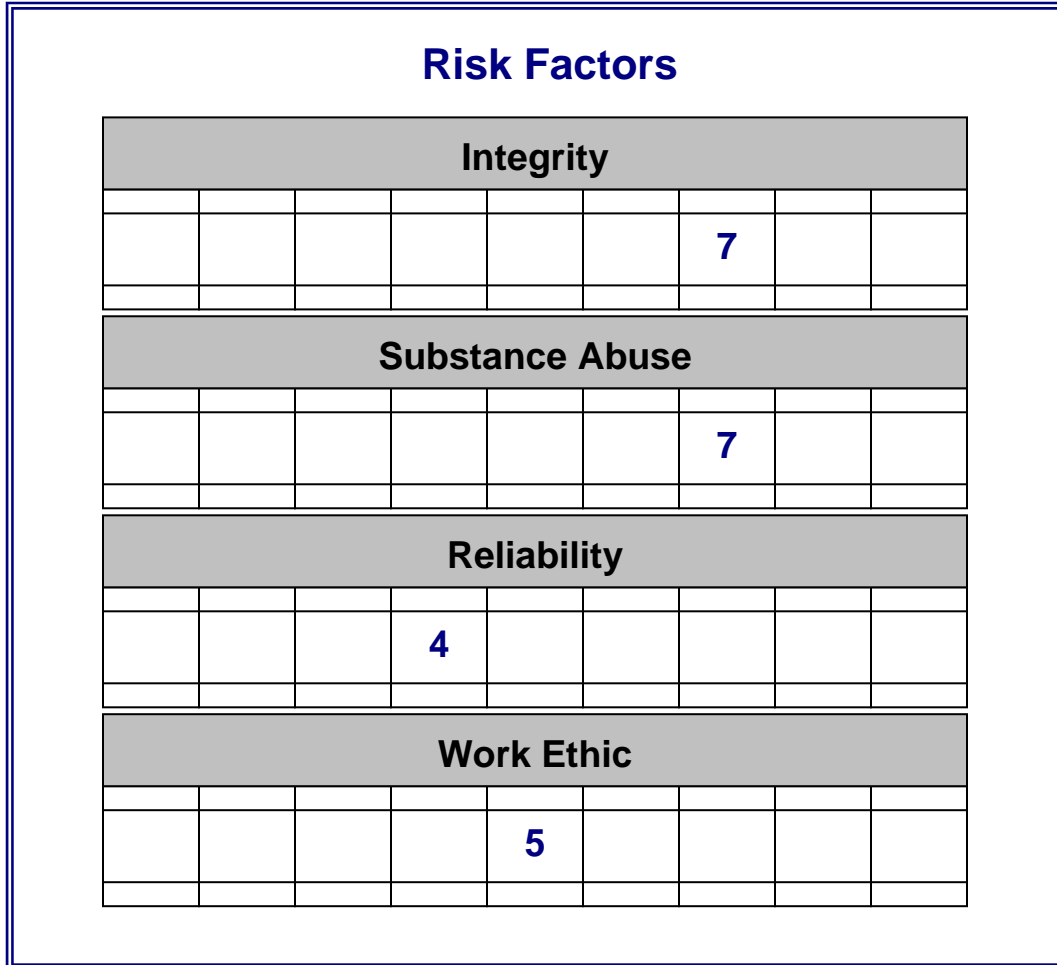 Risk Factors
Integrity
7
Substance Abuse
7
Reliability
4
Work Ethic
5